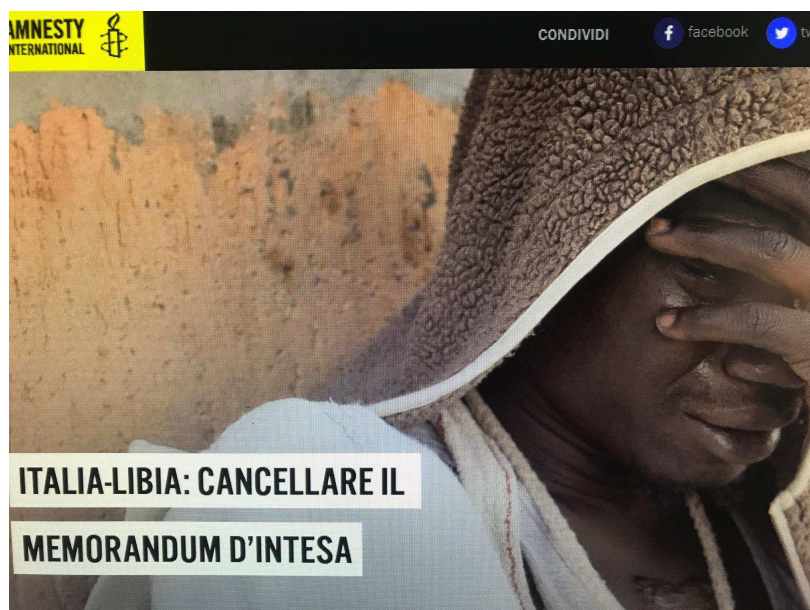 AMNESTY
INTERNATIONAL
CONDIVIDI
facebook
ITALIA-LIBIA: CANCELLARE IL
MEMORANDUM D'INTESA